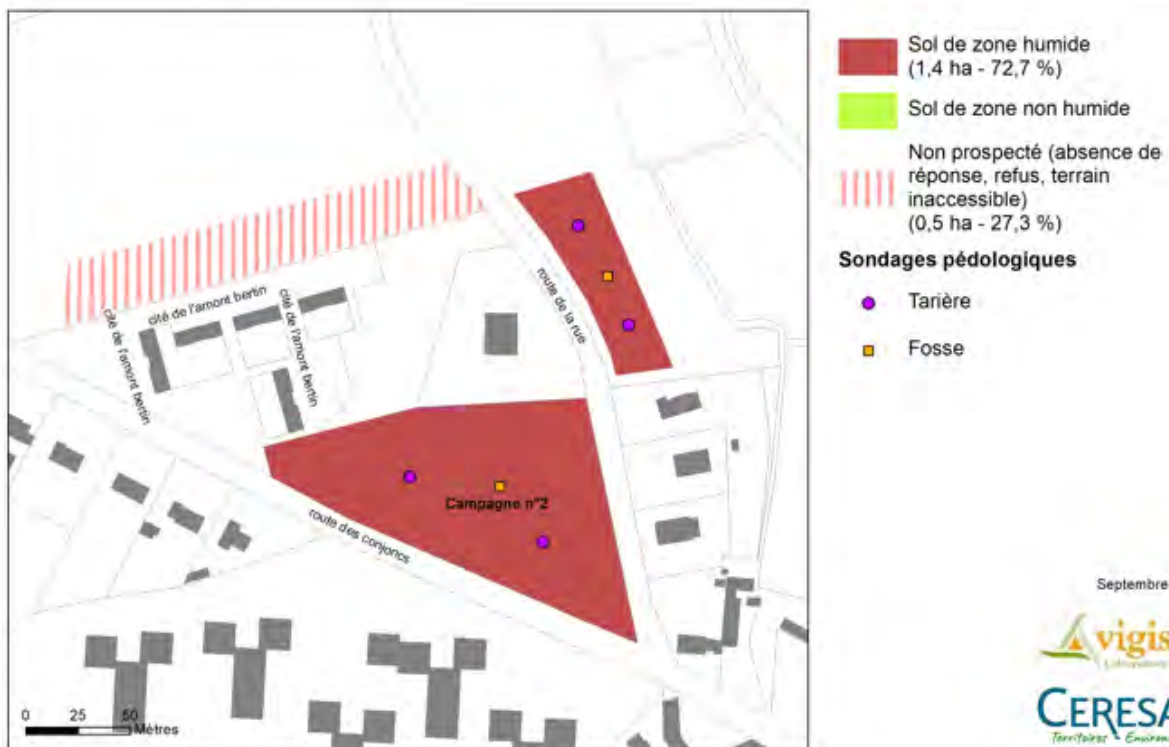 Sol de zone humide
(1,4 ha - 72,7 %)
Sol de zone non humide
Non prospecté (absence de
réponse, refus, terrain
inaccessible)
(0,5 ha - 27,3 %)
Sondages pédologiques
Tarière
Fosse
cité de l'amont bertin
cité de l'amont bertin
cité de l'amont bertin
route de la rue
Campagne n°2
route des conjoncs
0 25 50
Mètres
Septembre
vigis
CERESA
Territoires Environ